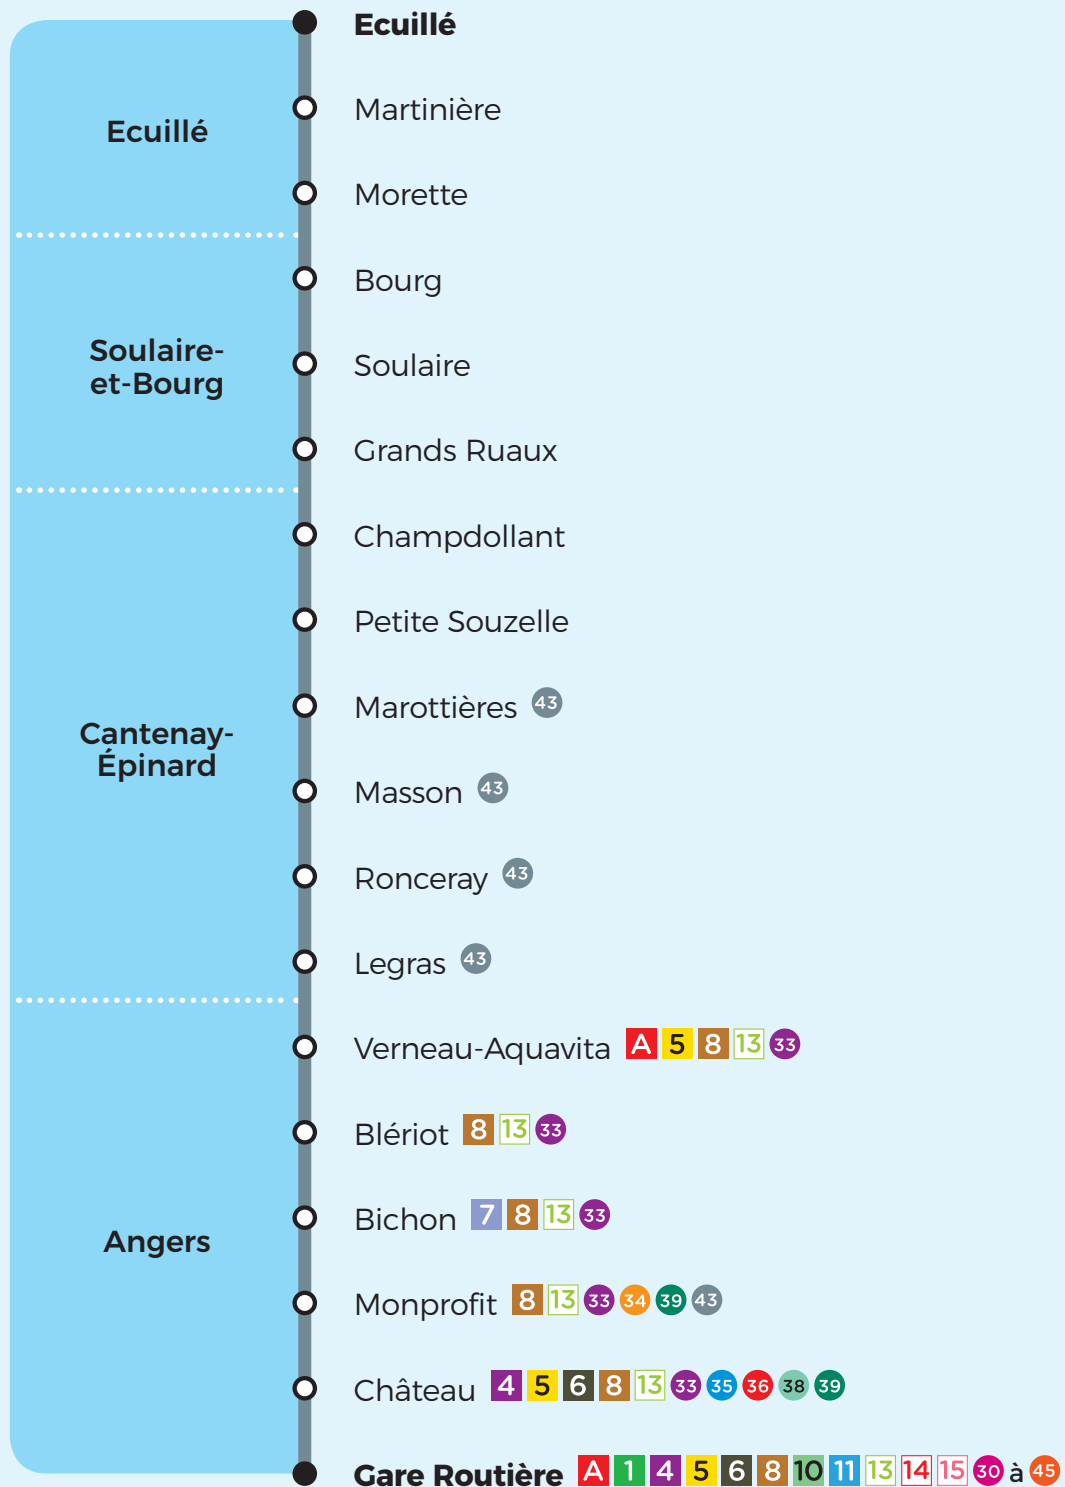 Ecuillé
Ecuillé
Martinière
Morette
Soulaire-
et-Bourg
Bourg
Soulaire
Grands Ruaux
Cantenay-
Épinard
Champdollant
Petite Souzelle
Marottières 43
Masson 43
Ronceray 43
Legras 43
Angers
Verneau-Aquavita A 5 8 13 33
Blériot 8 13 33
Bichon 7 8 13 33
Monprofit 8 13 33 34 39 43
Château 4 5 6 8 13 33 35 36 38 39
Gare Routière A 1 4 5 6 8 10 11 13 14 15 30 à 45